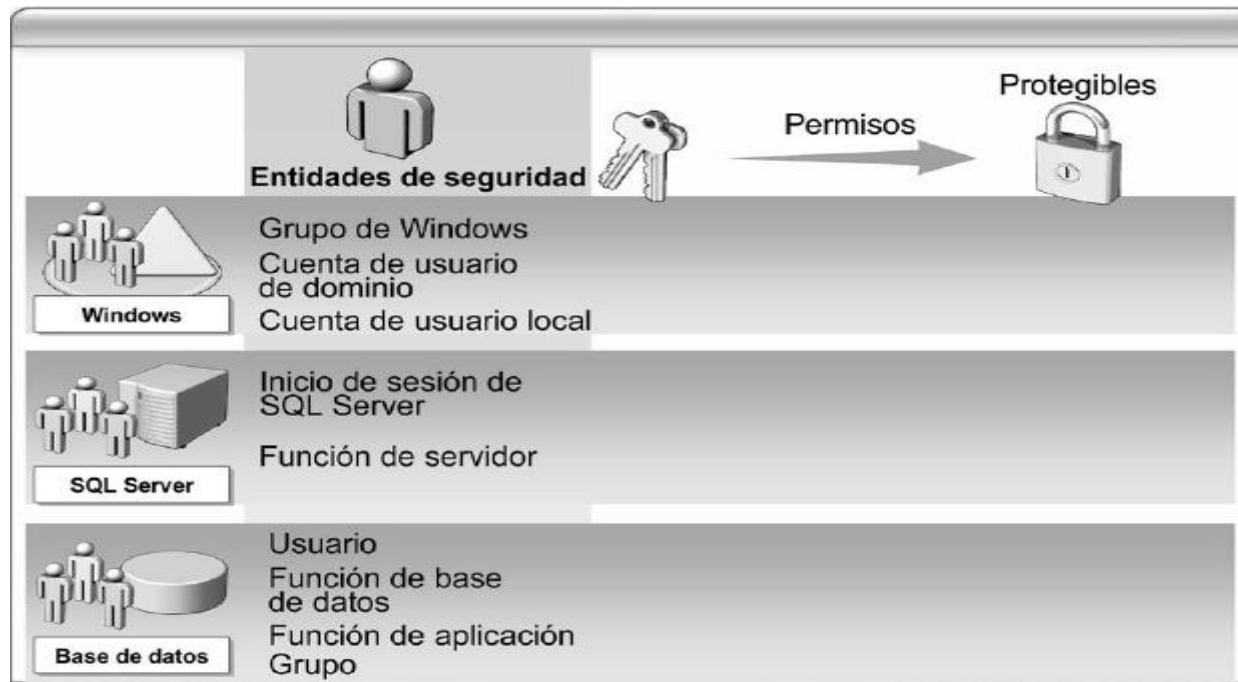 Protegibles
Permisos
Entidades de seguridad
Grupo de Windows
Cuenta de usuario
de dominio
Cuenta de usuario local
Windows
Inicio de sesión de
SQL Server
Función de servidor
SQL Server
Usuario
Función de base
de datos
Función de aplicación
Grupo
Base de datos